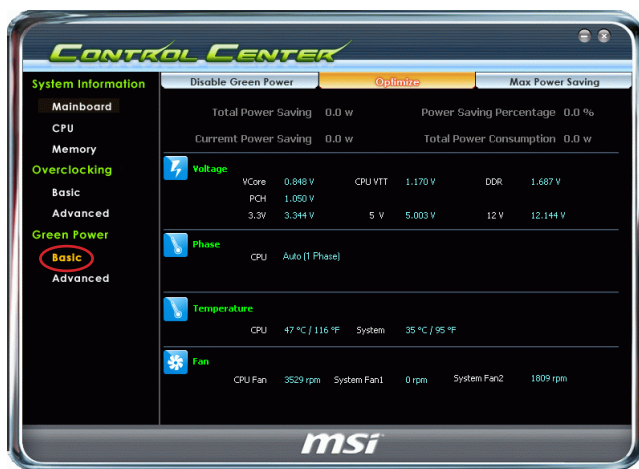 CONTROL CENTER
System Information
Mainboard
CPU
Memory
Overclocking
Basic
Advanced
Green Power
Basic
Advanced
Disable Green Power Optimize Max Power Saving
Total Power Saving 0.0 w Power Saving Percentage 0.0 %
Curremt Power Saving 0.0 w Total Power Consumption 0.0 w
Voltage
VCore 0.848 V CPU VTT 1.170 V DDR 1.687 V
PCH 1.050 V
3.3V 3.344 V 5 V 5.003 V 12 V 12.144 V
Phase
CPU Auto (1 Phase)
Temperature
CPU 47 °C / 116 °F System 35 °C / 95 °F
Fan
CPU Fan 3529 rpm System Fan1 0 rpm System Fan2 1809 rpm
msi